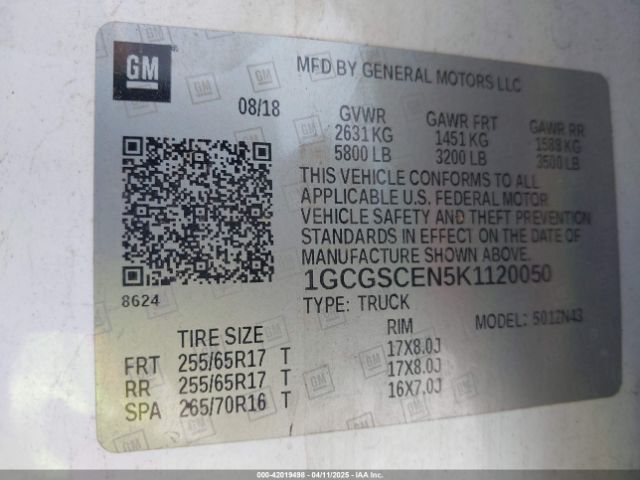 GM
MFD BY GENERAL MOTORS LLC
08/18
GVWR GAWR FRT GAWR RR
2631 KG 1451 KG 1588 KG
5800 LB 3200 LB 3500 LB
THIS VEHICLE CONFORMS TO ALL
APPLICABLE U.S. FEDERAL MOTOR
VEHICLE SAFETY AND THEFT PREVENTION
STANDARDS IN EFFECT ON THE DATE OF
MANUFACTURE SHOWN ABOVE.
1GCGSCEN5K1120050
8624
TYPE: TRUCK MODEL: 5012N43
TIRE SIZE RIM
FRT 255/65R17 T 17X8.0J
RR 255/65R17 T 17X8.0J
SPA 265/70R16 T 16X7.0J
000-42019498 - 04/11/2025 - Copyright IAA Inc.